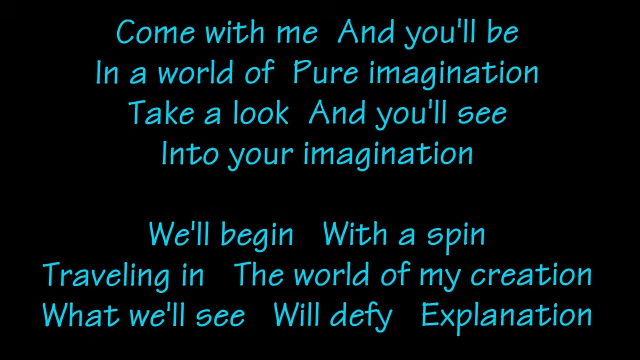 Come with me  And you'll be
In a world of  Pure imagination
Take a look  And you'll see
Into your imagination
We'll begin   With a spin
Traveling in   The world of my creation
What we'll see   Will defy   Explanation